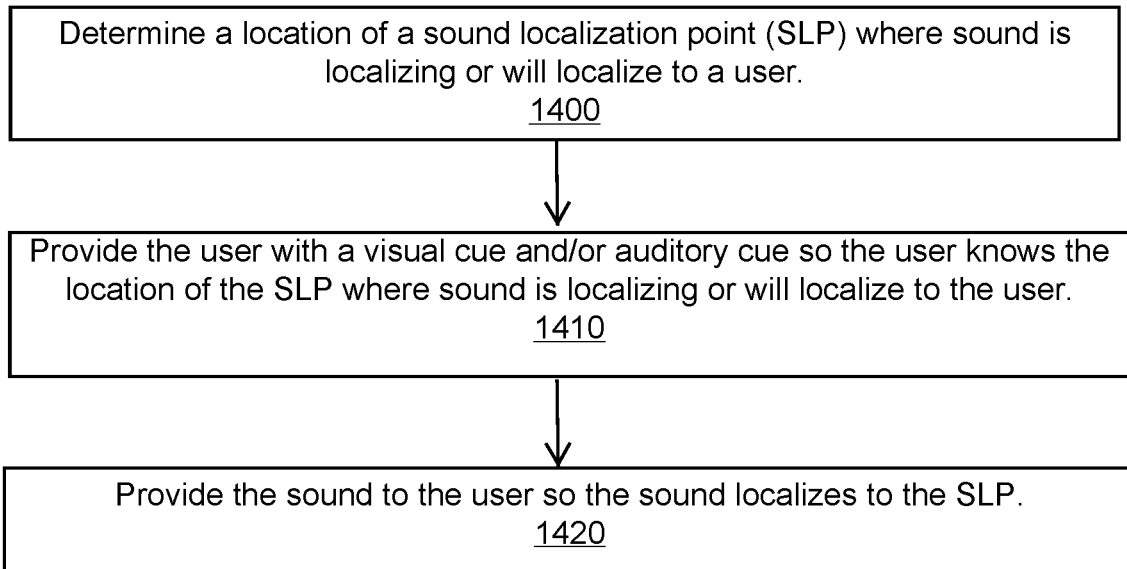 Determine a location of a sound localization point (SLP) where sound is
localizing or will localize to a user.
1400
Provide the user with a visual cue and/or auditory cue so the user knows the
location of the SLP where sound is localizing or will localize to the user.
1410
Provide the sound to the user so the sound localizes to the SLP.
1420